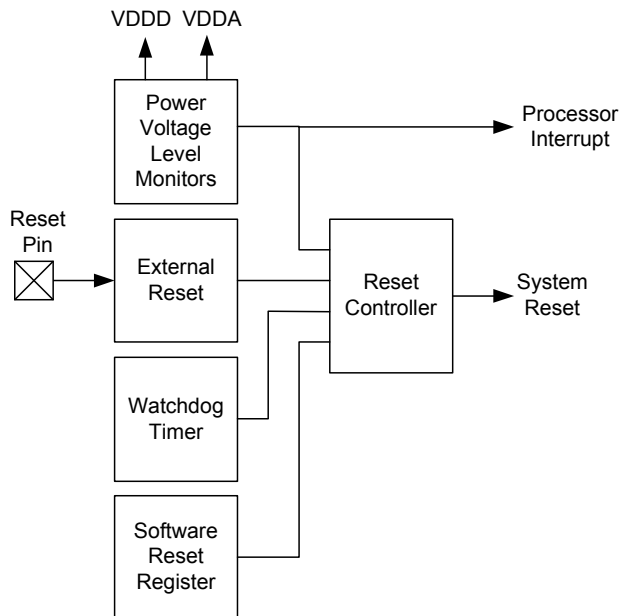 VDDD VDDA
Power
Voltage
Level
Monitors
Processor
Interrupt
Reset
Pin
External
Reset
Reset
Controller
System
Reset
Watchdog
Timer
Software
Reset
Register